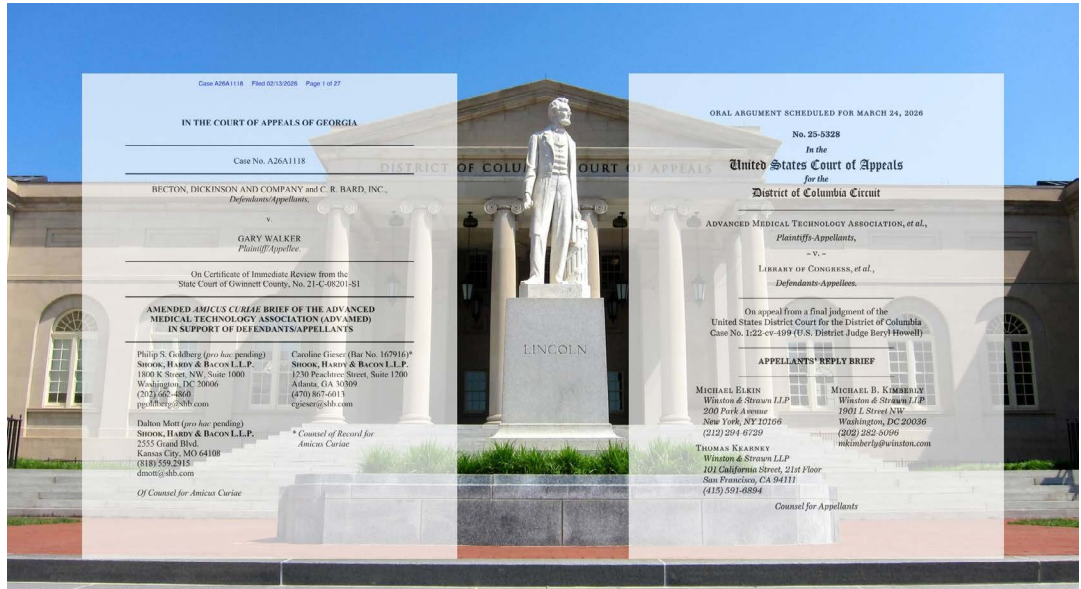 Case A26A1118 Filed 02/13/2026 Page 1 of 27
IN THE COURT OF APPEALS OF GEORGIA
Case No. A26A1118
BECTON, DICKINSON AND COMPANY and C. R. BARD, INC.,
Defendants/Appellants,
v.
GARY WALKER
Plaintiff/Appellee.
On Certificate of Immediate Review from the
State Court of Gwinnett County, No. 21-C-08201-S1
AMENDED AMICUS CURIAE BRIEF OF THE ADVANCED
MEDICAL TECHNOLOGY ASSOCIATION (ADVAMED)
IN SUPPORT OF DEFENDANTS/APPELLANTS
Philip S. Goldberg (pro hac pending)
SHOOK, HARDY & BACON L.L.P.
1800 K Street, NW, Suite 1000
Washington, DC 20006
(202) 662-4860
pgoldberg@shb.com
Dalton Mott (pro hac pending)
SHOOK, HARDY & BACON L.L.P.
2555 Grand Blvd.
Kansas City, MO 64108
(818) 559.2915
dmott@shb.com
Of Counsel for Amicus Curiae
Caroline Gieser (Bar No. 167916)*
SHOOK, HARDY & BACON L.L.P.
1230 Peachtree Street, Suite 1200
Atlanta, GA 30309
(470) 867-6013
cgieser@shb.com
* Counsel of Record for
Amicus Curiae
DISTRICT OF COLU COURT OF APPEALS
LINCOLN
ORAL ARGUMENT SCHEDULED FOR MARCH 24, 2026
No. 25-5328
In the
United States Court of Appeals
for the
District of Columbia Circuit
ADVANCED MEDICAL TECHNOLOGY ASSOCIATION, et al.,
Plaintiffs-Appellants,
– v. –
LIBRARY OF CONGRESS, et al.,
Defendants-Appellees.
On appeal from a final judgment of the
United States District Court for the District of Columbia
Case No. 1:22-cv-499 (U.S. District Judge Beryl Howell)
APPELLANTS' REPLY BRIEF
MICHAEL ELKIN
Winston & Strawn LLP
200 Park Avenue
New York, NY 10166
(212) 294-6729
THOMAS KEARNEY
Winston & Strawn LLP
101 California Street, 21st Floor
San Francisco, CA 94111
(415) 591-6894
MICHAEL B. KIMBERLY
Winston & Strawn LLP
1901 L Street NW
Washington, DC 20036
(202) 282-5096
mkimberly@winston.com
Counsel for Appellants